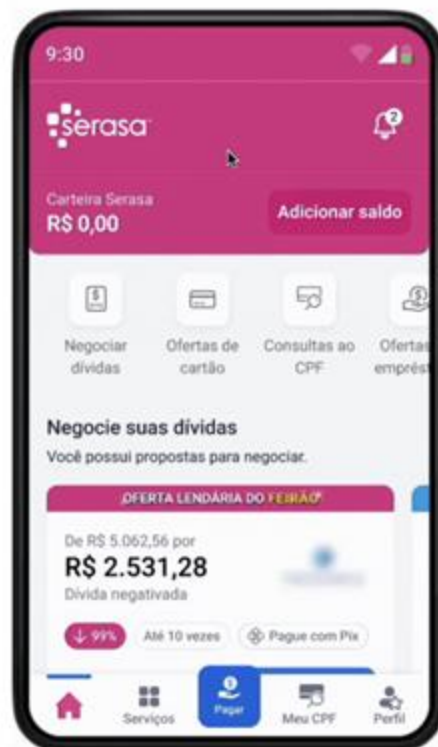 9:30
serasa
2
Carteira Serasa
R$ 0,00
Adicionar saldo
Negociar dívidas
Ofertas de cartão
Consultas ao CPF
Ofertas
Negocie suas dívidas
Você possui propostas para negociar.
OFERTA LENDÁRIA DO FEIRÃO
De R$ 5.062,56 por
R$ 2.531,28
Dívida negativada
↓ 99%
Até 10 vezes
Pague com Pix
Serviços
Pagar
Meu CPF
Perfil